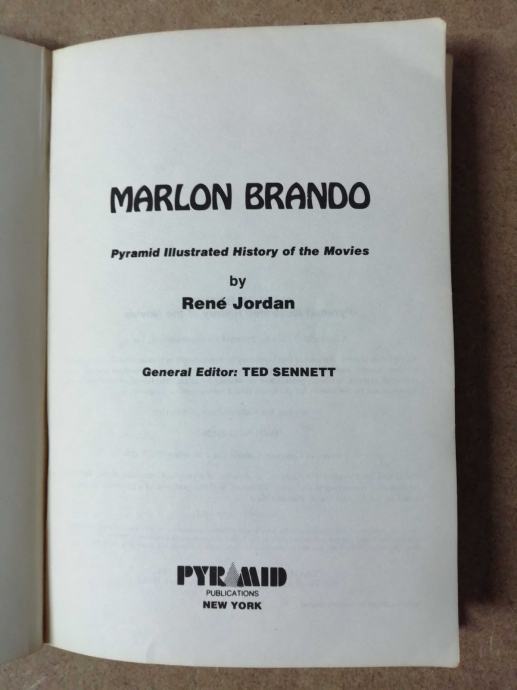 MARLON BRANDO
Pyramid Illustrated History of the Movies
by
René Jordan
General Editor: TED SENNETT
PYRAMID
PUBLICATIONS
NEW YORK